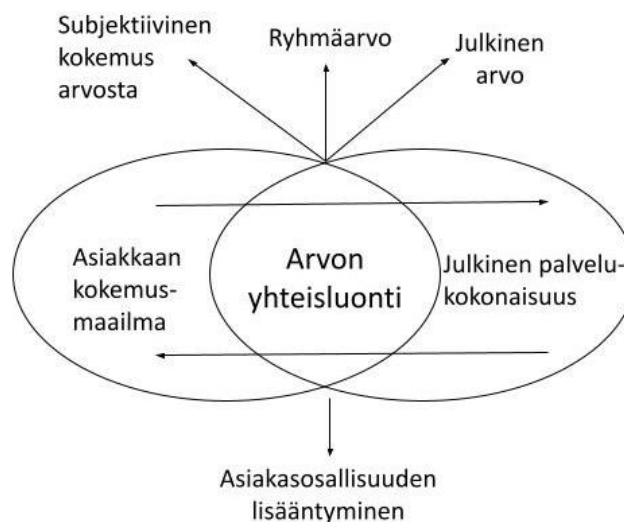 Subjektiivinen
kokemus
arvosta
Ryhmäarvo
Julkinen
arvo
Asiakkaan
kokemus-
maailma
Arvon
yhteisluonti
Julkinen palvelu-
kokonaisuus
Asiakasosallisuuden
lisääntyminen